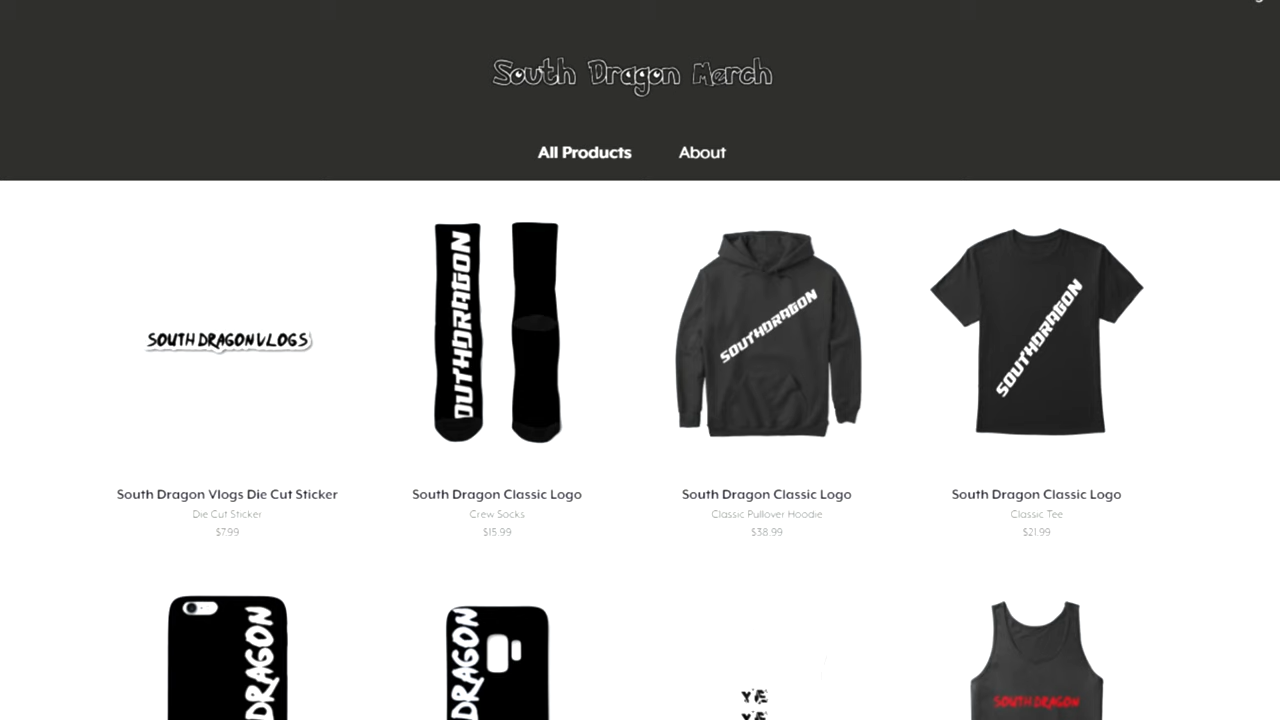 South Dragon Merch
All Products About
SOUTH DRAGON VLOGS
OUTHDRAGON
SOUTHDRAGON
SOUTHDRAGON
South Dragon Vlogs Die Cut Sticker
Die Cut Sticker
$7.99
South Dragon Classic Logo
Crew Socks
$15.99
South Dragon Classic Logo
Classic Pullover Hoodie
$38.99
South Dragon Classic Logo
Classic Tee
$21.99
DRAGON
DRAGON
YE
YE
SOUTH DRAGON